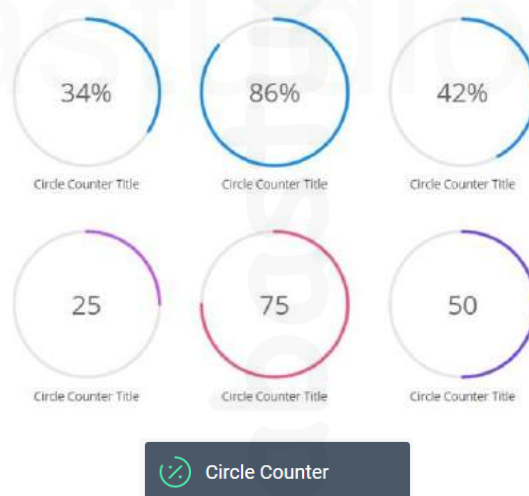 34% 86% 42%
Circle Counter Title Circle Counter Title Circle Counter Title
25 75 50
Circle Counter Title Circle Counter Title Circle Counter Title
Circle Counter